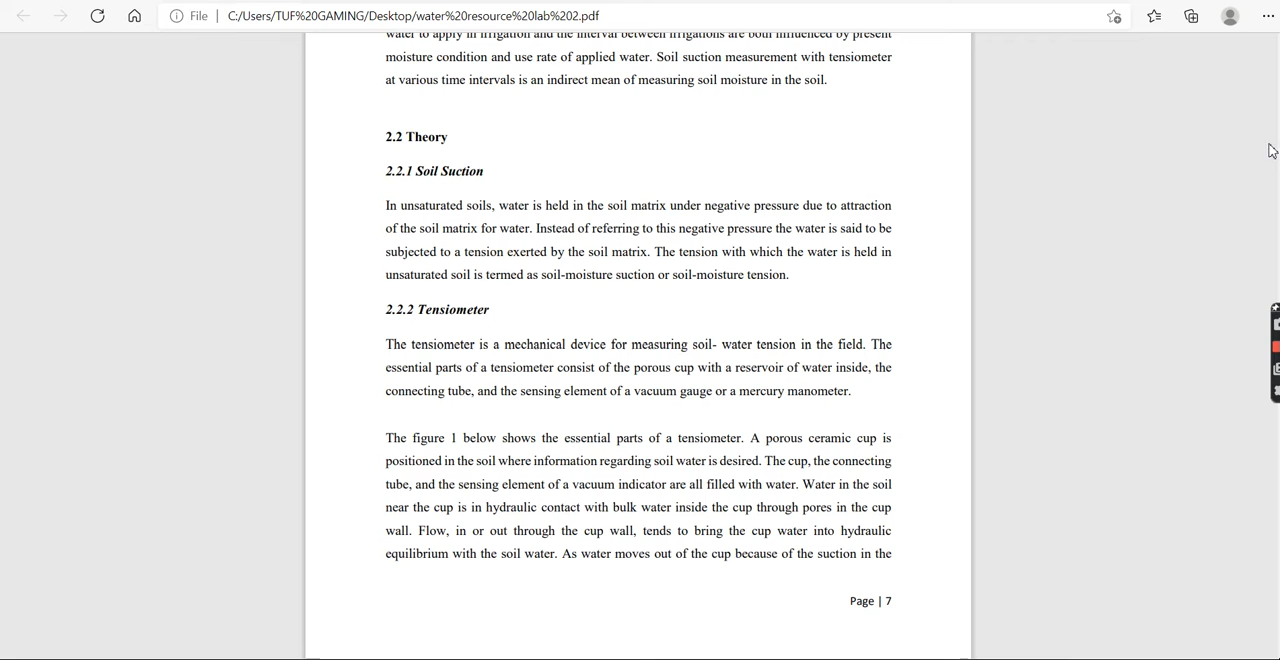 File | C:/Users/TUF%20GAMING/Desktop/water%20resource%20lab%202.pdf
water to apply in irrigation and the interval between irrigations are both influenced by present
moisture condition and use rate of applied water. Soil suction measurement with tensiometer
at various time intervals is an indirect mean of measuring soil moisture in the soil.
2.2 Theory
2.2.1 Soil Suction
In unsaturated soils, water is held in the soil matrix under negative pressure due to attraction
of the soil matrix for water. Instead of referring to this negative pressure the water is said to be
subjected to a tension exerted by the soil matrix. The tension with which the water is held in
unsaturated soil is termed as soil-moisture suction or soil-moisture tension.
2.2.2 Tensiometer
The tensiometer is a mechanical device for measuring soil- water tension in the field. The
essential parts of a tensiometer consist of the porous cup with a reservoir of water inside, the
connecting tube, and the sensing element of a vacuum gauge or a mercury manometer.
The figure 1 below shows the essential parts of a tensiometer. A porous ceramic cup is
positioned in the soil where information regarding soil water is desired. The cup, the connecting
tube, and the sensing element of a vacuum indicator are all filled with water. Water in the soil
near the cup is in hydraulic contact with bulk water inside the cup through pores in the cup
wall. Flow, in or out through the cup wall, tends to bring the cup water into hydraulic
equilibrium with the soil water. As water moves out of the cup because of the suction in the
Page | 7